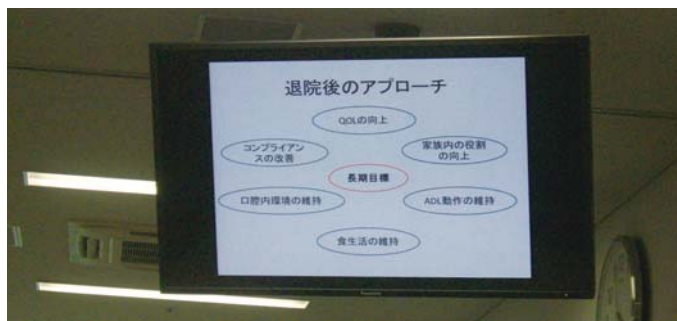 退院後のアプローチ
QOLの向上
コンプライアン
スの改善
家族内の役割
の向上
長期目標
口腔内環境の維持
ADL動作の維持
食生活の維持
Panasonic